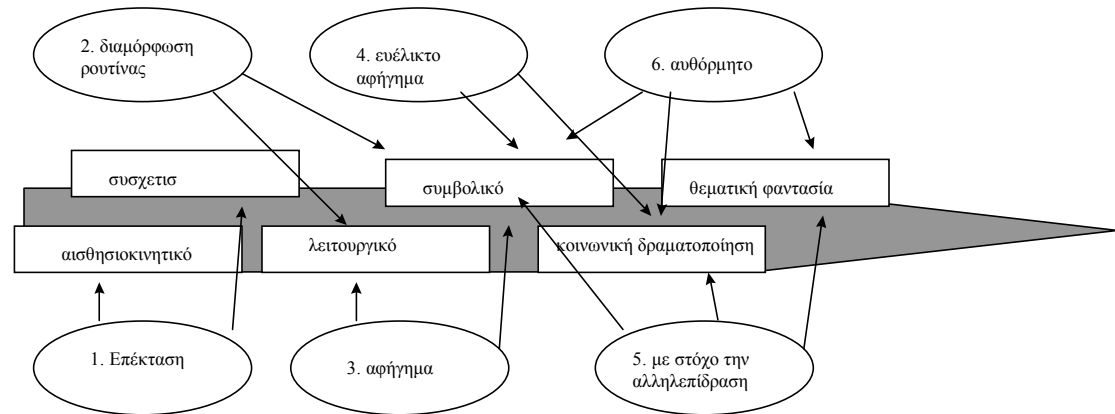 2. διαμόρφωση
ρουτίνας
4. ευέλικτο
αφήγημα
6. αυθόρμητο
συσχετισ
συμβολικό
θεματική φαντασία
αισθησιοκινητικό
λειτουργικό
κοινωνική δραματοποίηση
1. Επέκταση
3. αφήγημα
5. με στόχο την
αλληλεπίδραση